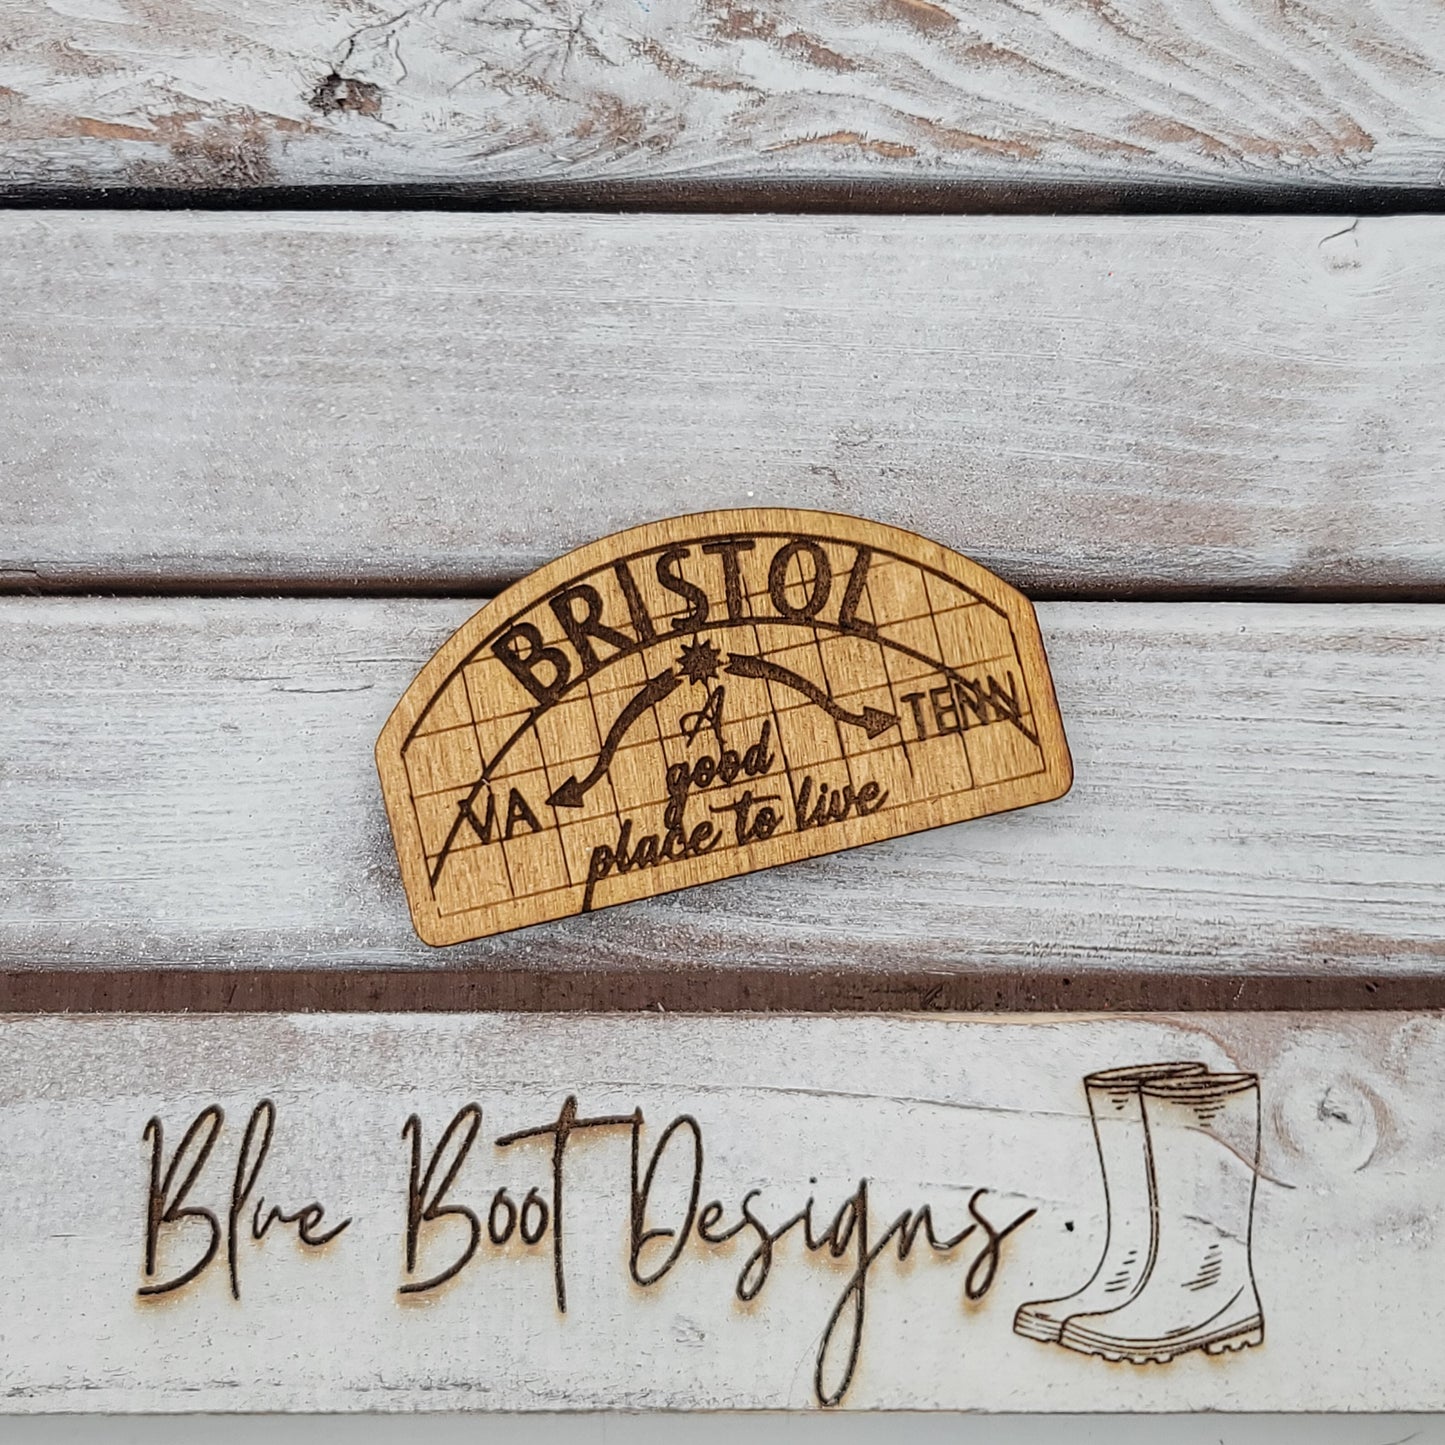 BRISTOL
VA
TENN
A
good
place to live
Blue Boot Designs